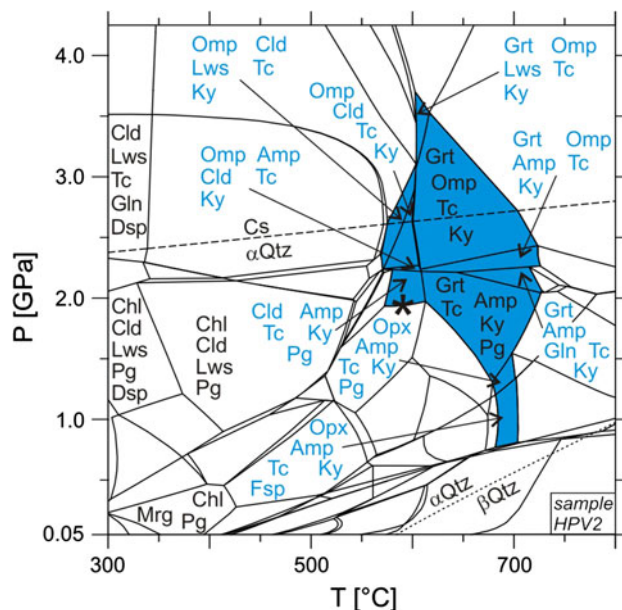 4.0
3.0
2.0
1.0
0.05
P [GPa]
300
500
700
T [°C]
Omp Cld
Lws Tc
Ky
Grt Omp
Lws Tc
Ky
Omp
Cld
Tc
Ky
Cld
Lws
Tc
Gln
Dsp
Omp Amp
Cld Tc
Ky
Grt
Omp
Tc
Ky
Grt Omp
Amp Tc
Ky
Cs
αQtz
Chl
Cld
Lws
Pg
Dsp
Chl
Cld
Lws
Pg
Cld Amp
Tc Ky
Pg
Grt
Tc Amp
Ky
Pg
Opx
Amp
Tc Ky
Pg
Grt
Amp
Gln Tc
Ky
Opx
Amp
Tc Ky
Fsp
Chl
Mrg Pg
αQtz
βQtz
sample
HPV2